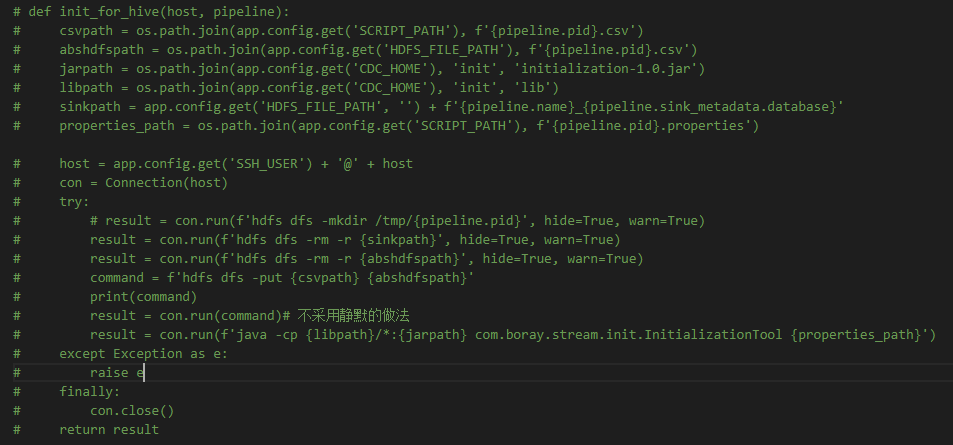 # def init_for_hive(host, pipeline):
#     csvpath = os.path.join(app.config.get('SCRIPT_PATH'), f'{pipeline.pid}.csv')
#     abshdfspath = os.path.join(app.config.get('HDFS_FILE_PATH'), f'{pipeline.pid}.csv')
#     jarpath = os.path.join(app.config.get('CDC_HOME'), 'init', 'initialization-1.0.jar')
#     libpath = os.path.join(app.config.get('CDC_HOME'), 'init', 'lib')
#     sinkpath = app.config.get('HDFS_FILE_PATH', '') + f'{pipeline.name}_{pipeline.sink_metadata.database}'
#     properties_path = os.path.join(app.config.get('SCRIPT_PATH'), f'{pipeline.pid}.properties')
#     host = app.config.get('SSH_USER') + '@' + host
#     con = Connection(host)
#     try:
#         # result = con.run(f'hdfs dfs -mkdir /tmp/{pipeline.pid}', hide=True, warn=True)
#         result = con.run(f'hdfs dfs -rm -r {sinkpath}', hide=True, warn=True)
#         result = con.run(f'hdfs dfs -rm -r {abshdfspath}', hide=True, warn=True)
#         command = f'hdfs dfs -put {csvpath} {abshdfspath}'
#         print(command)
#         result = con.run(command)# 不采用静默的做法
#         result = con.run(f'java -cp {libpath}/*:{jarpath} com.boray.stream.init.InitializationTool {properties_path}')
#     except Exception as e:
#         raise e
#     finally:
#         con.close()
#     return result